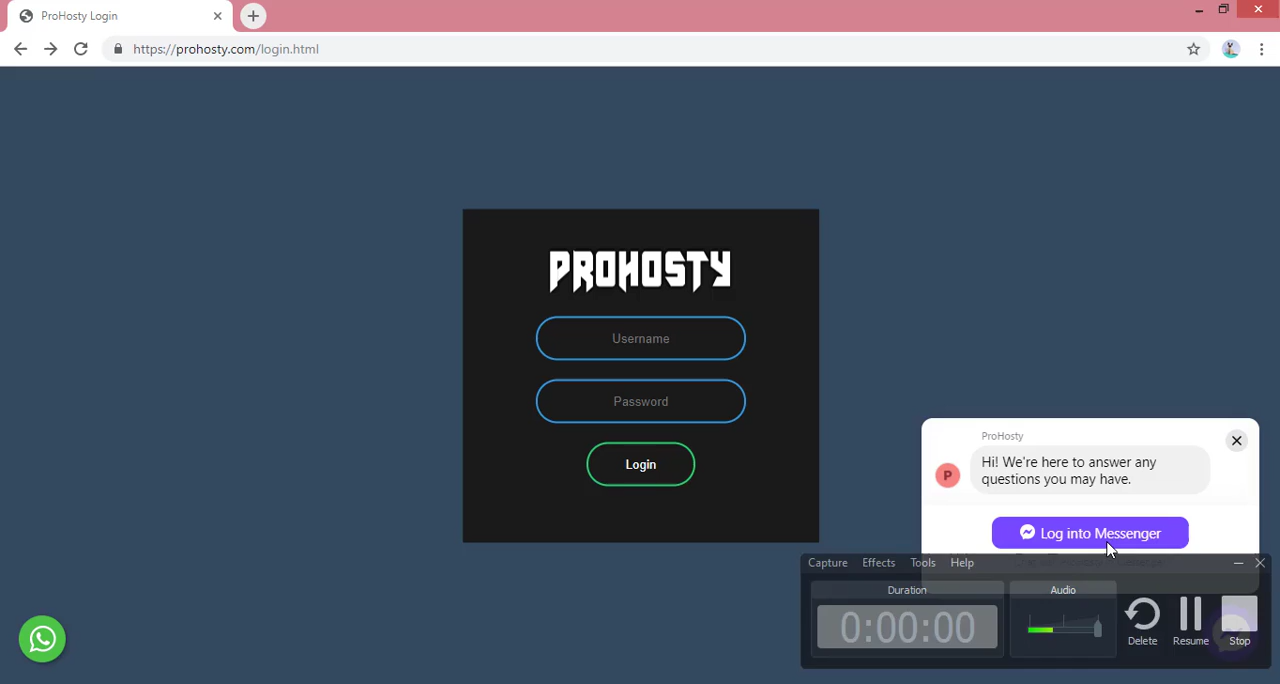 ProHosty Login
https://prohosty.com/login.html
PROHOSTY
Username
Password
Login
ProHosty
P
Hi! We're here to answer any
questions you may have.
Log into Messenger
Capture Effects Tools Help
Duration
Audio
0:00:00
Delete
Resume
Stop